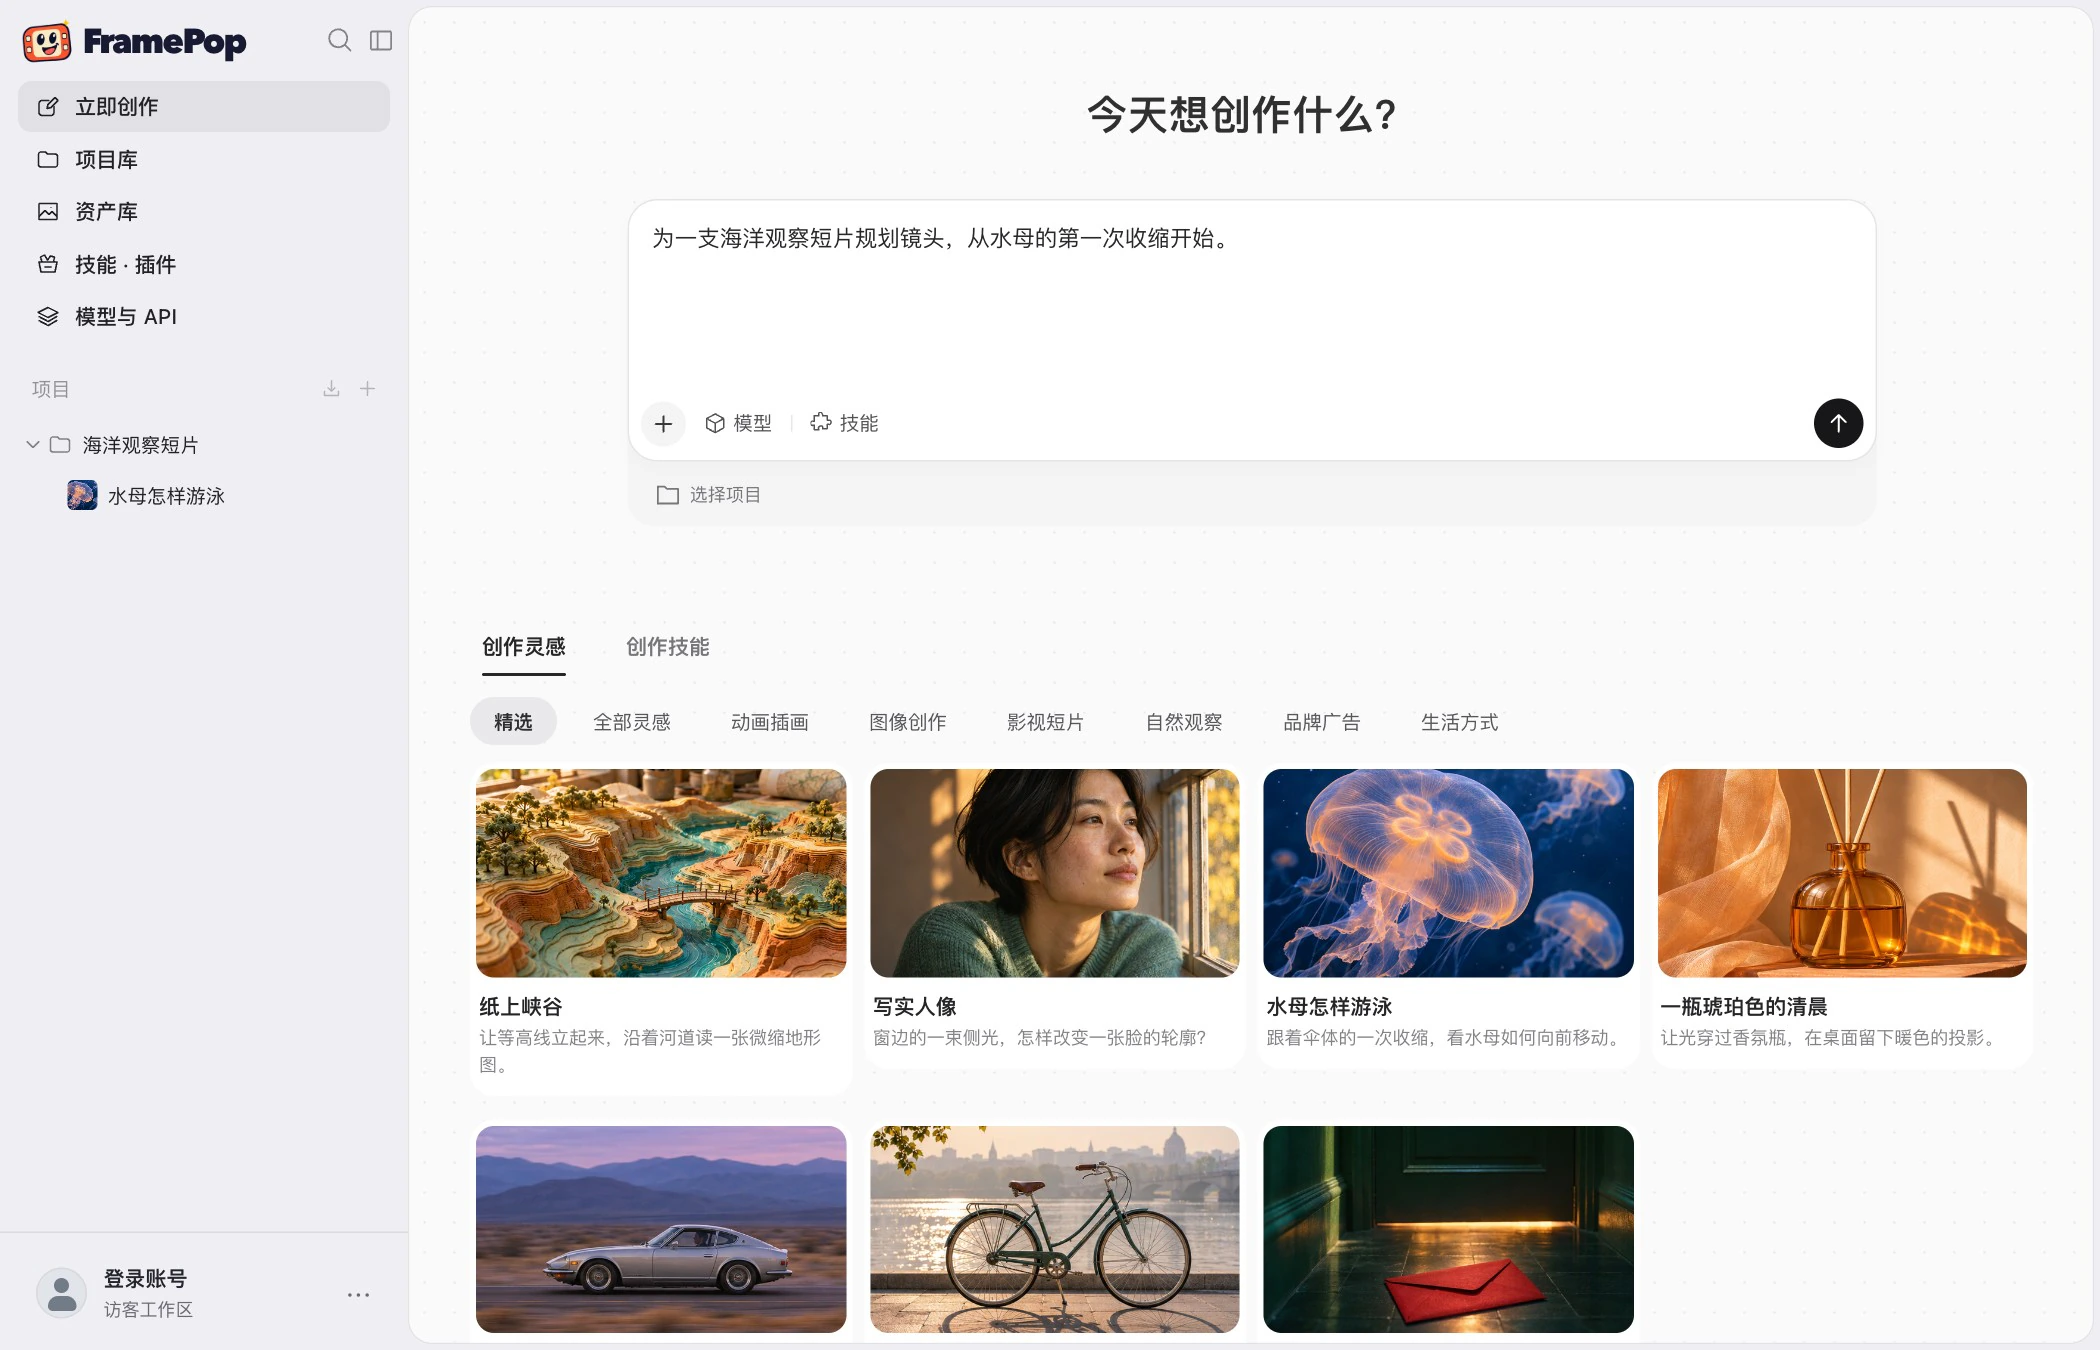 FramePop
立即创作
项目库
资产库
技能 · 插件
模型与 API
项目
海洋观察短片
水母怎样游泳
登录账号
访客工作区
今天想创作什么?
为一支海洋观察短片规划镜头，从水母的第一次收缩开始。
模型
技能
选择项目
创作灵感
创作技能
精选
全部灵感
动画插画
图像创作
影视短片
自然观察
品牌广告
生活方式
纸上峡谷
让等高线立起来，沿着河道读一张微缩地形
图。
写实人像
窗边的一束侧光，怎样改变一张脸的轮廓?
水母怎样游泳
跟着伞体的一次收缩，看水母如何向前移动。
一瓶琥珀色的清晨
让光穿过香氛瓶，在桌面留下暖色的投影。